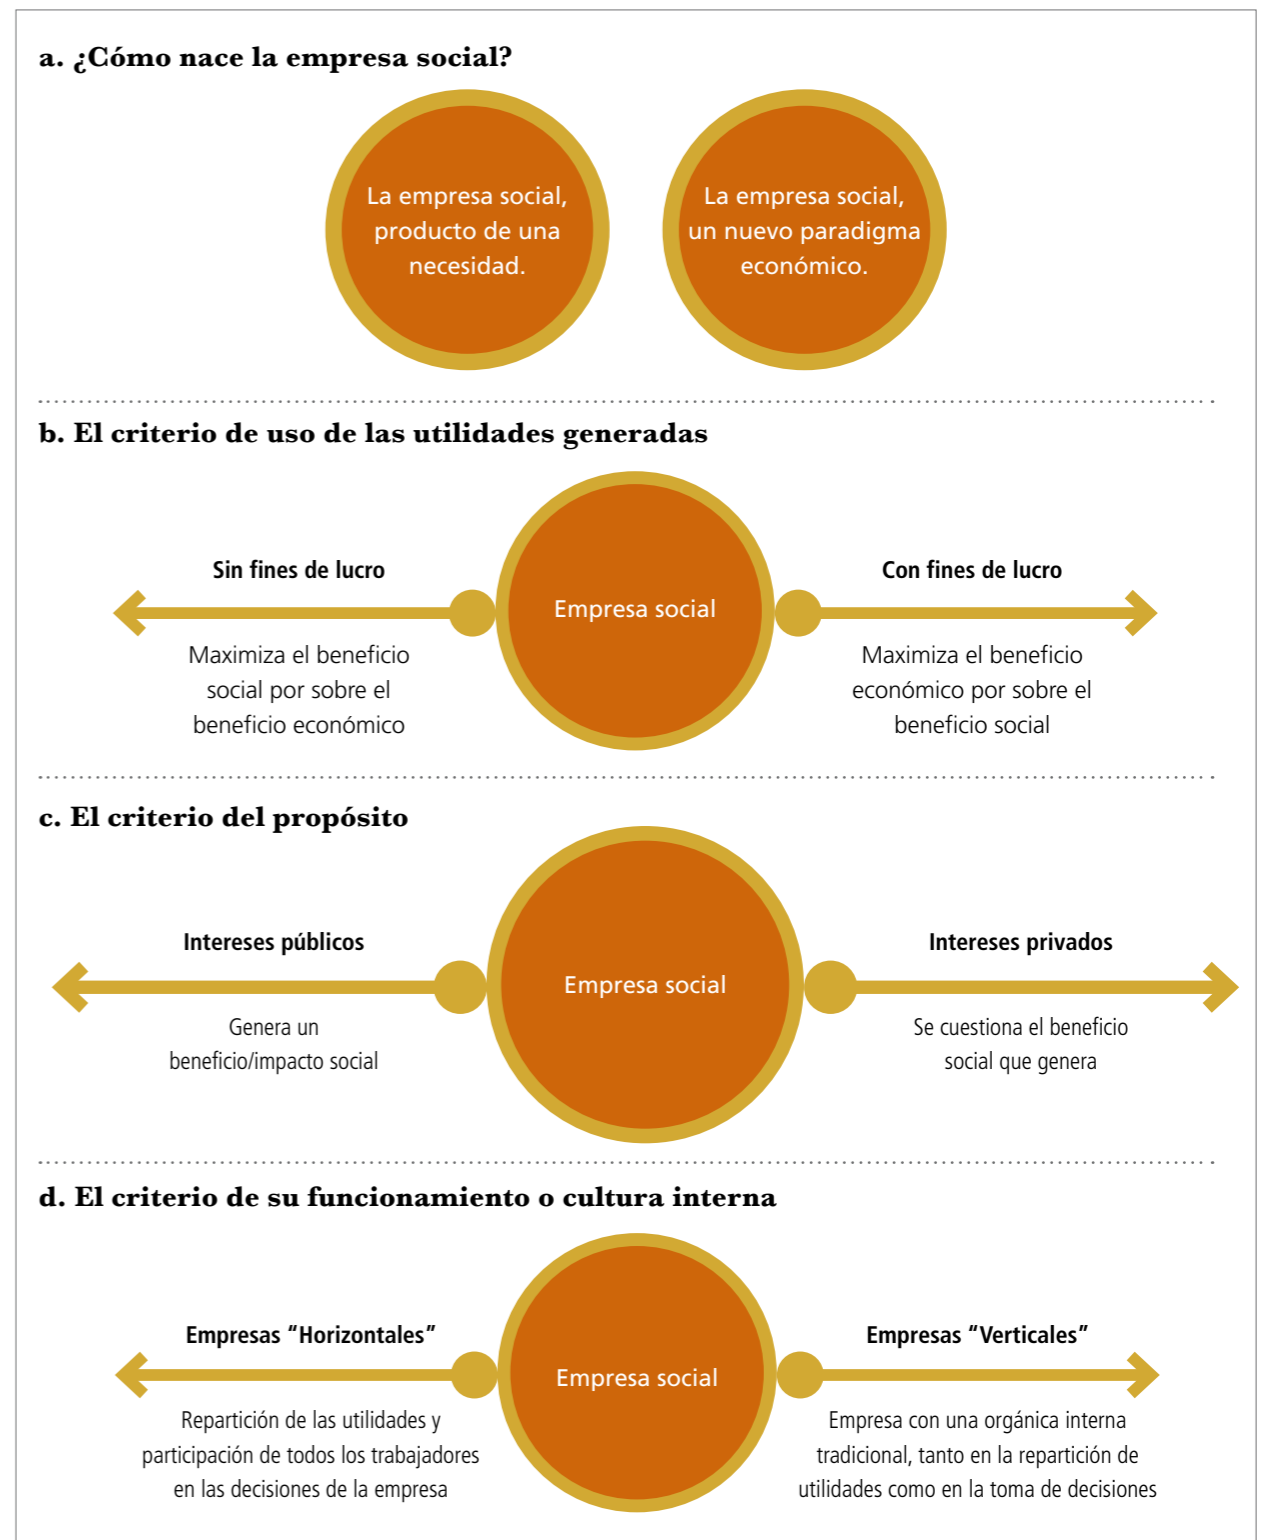 a. ¿Cómo nace la empresa social?
La empresa social,
producto de una
necesidad.
La empresa social,
un nuevo paradigma
económico.
b. El criterio de uso de las utilidades generadas
Sin fines de lucro
Maximiza el beneficio
social por sobre el
beneficio económico
Empresa social
Con fines de lucro
Maximiza el beneficio
económico por sobre el
beneficio social
c. El criterio del propósito
Intereses públicos
Genera un
beneficio/impacto social
Empresa social
Intereses privados
Se cuestiona el beneficio
social que genera
d. El criterio de su funcionamiento o cultura interna
Empresas “Horizontales”
Repartición de las utilidades y
participación de todos los trabajadores
en las decisiones de la empresa
Empresa social
Empresas “Verticales”
Empresa con una orgánica interna
tradicional, tanto en la repartición de
utilidades como en la toma de decisiones